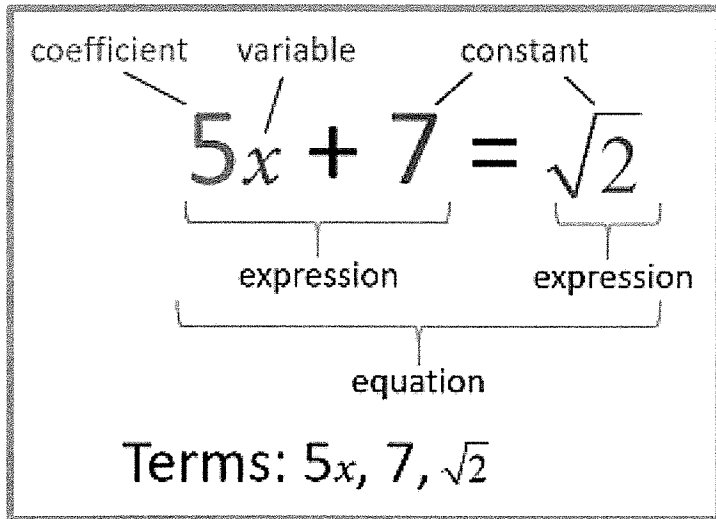 coefficient variable constant
5x + 7 = √2
expression expression
equation
Terms: 5x, 7, √2